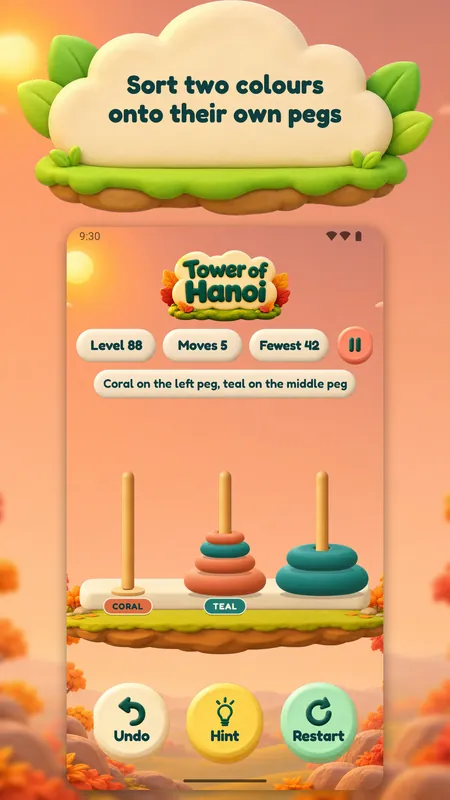 Sort two colours
onto their own pegs
9:30
Tower of
Hanoi
Level 88
Moves 5
Fewest 42
Coral on the left peg, teal on the middle peg
CORAL
TEAL
Undo
Hint
Restart